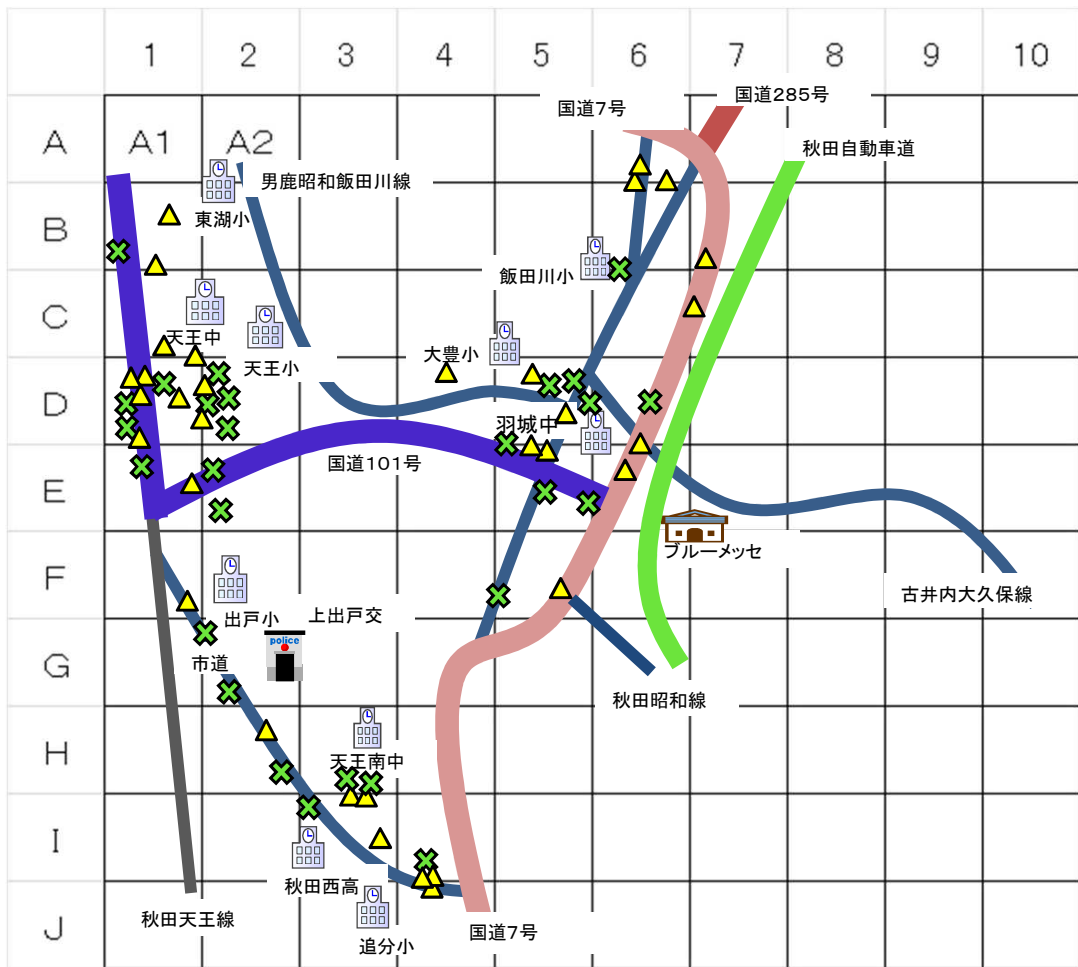 1 2 3 4 5 6 7 8 9 10
国道7号
国道285号
A A1 A2
秋田自動車道
男鹿昭和飯田川線
B
東湖小
飯田川小
C
天王中
天王小
大豊小
D
羽城中
国道101号
E
ブルーメッセ
F
古井内大久保線
出戸小
上出戸交
police
G
市道
秋田昭和線
H
天王南中
I
秋田西高
J
秋田天王線
追分小
国道7号